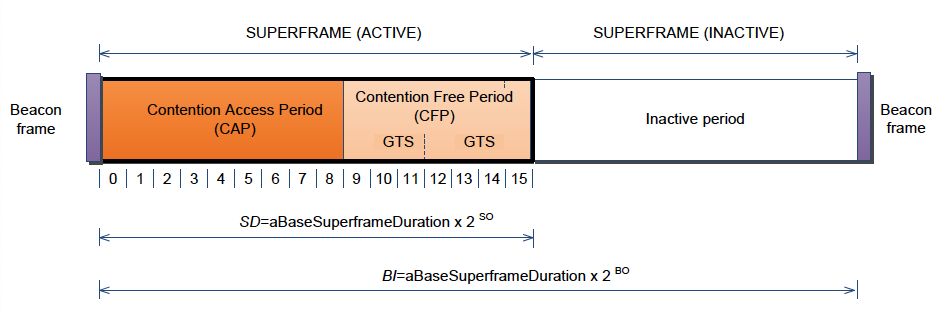 SUPERFRAME (ACTIVE)
SUPERFRAME (INACTIVE)
Beacon
frame
Contention Access Period
(CAP)
Contention Free Period
(CFP)
GTS
GTS
Inactive period
Beacon
frame
0 | 1 | 2 | 3 | 4 | 5 | 6 | 7 | 8 | 9 | 10 | 11 | 12 | 13 | 14 | 15
SD=aBaseSuperframeDuration x 2 SO
BI=aBaseSuperframeDuration x 2 BO